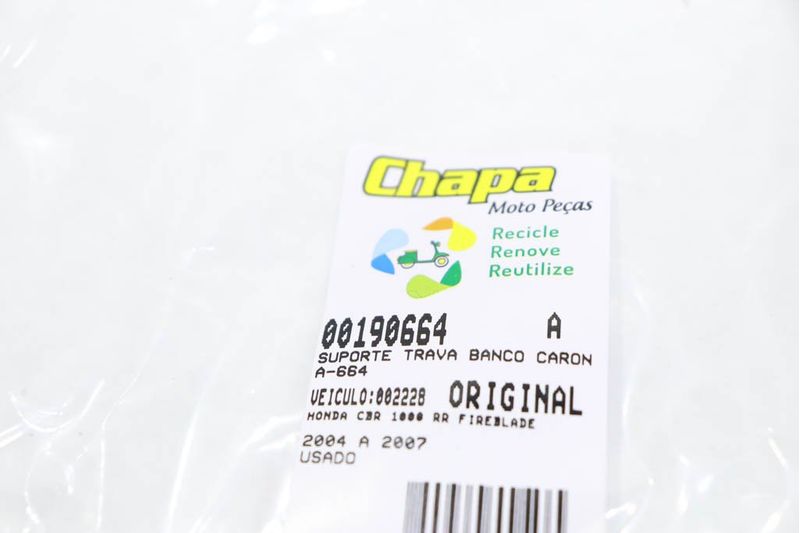 Chapa
Moto Peças
Recicle
Renove
Reutilize
00190664 A
SUPORTE TRAVA BANCO CARON
A-664
VEICULO:002228 ORIGINAL
HONDA CBR 1000 RR FIREBLADE
2004 A 2007
USADO